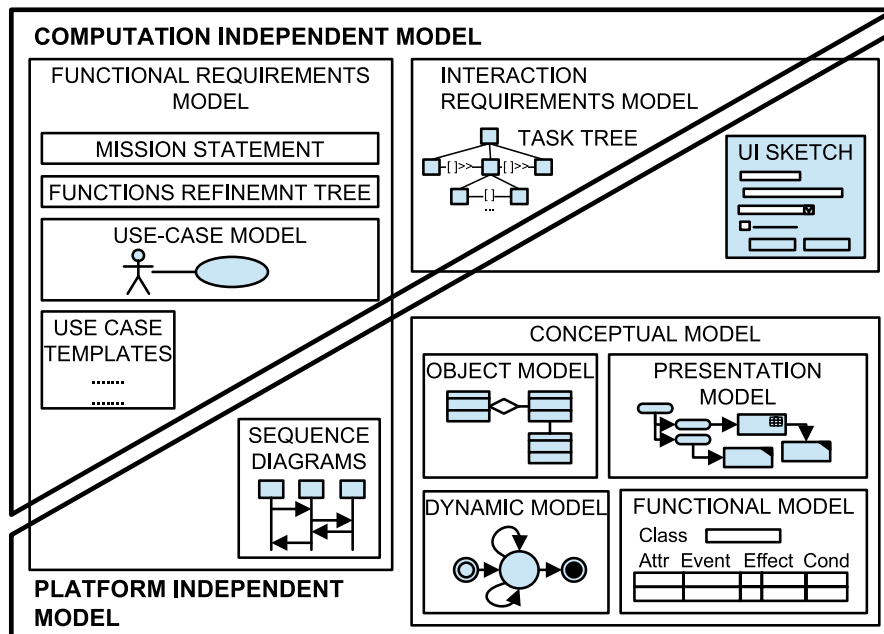 COMPUTATION INDEPENDENT MODEL
FUNCTIONAL REQUIREMENTS
MODEL
MISSION STATEMENT
FUNCTIONS REFINEMNT TREE
USE-CASE MODEL
USE CASE
TEMPLATES
.......
.......
SEQUENCE
DIAGRAMS
INTERACTION
REQUIREMENTS MODEL
TASK TREE
[ ]>>
[ ]>>
[ ]
...
UI SKETCH
CONCEPTUAL MODEL
OBJECT MODEL
PRESENTATION
MODEL
DYNAMIC MODEL
FUNCTIONAL MODEL
Class
Attr Event Effect Cond
PLATFORM INDEPENDENT
MODEL